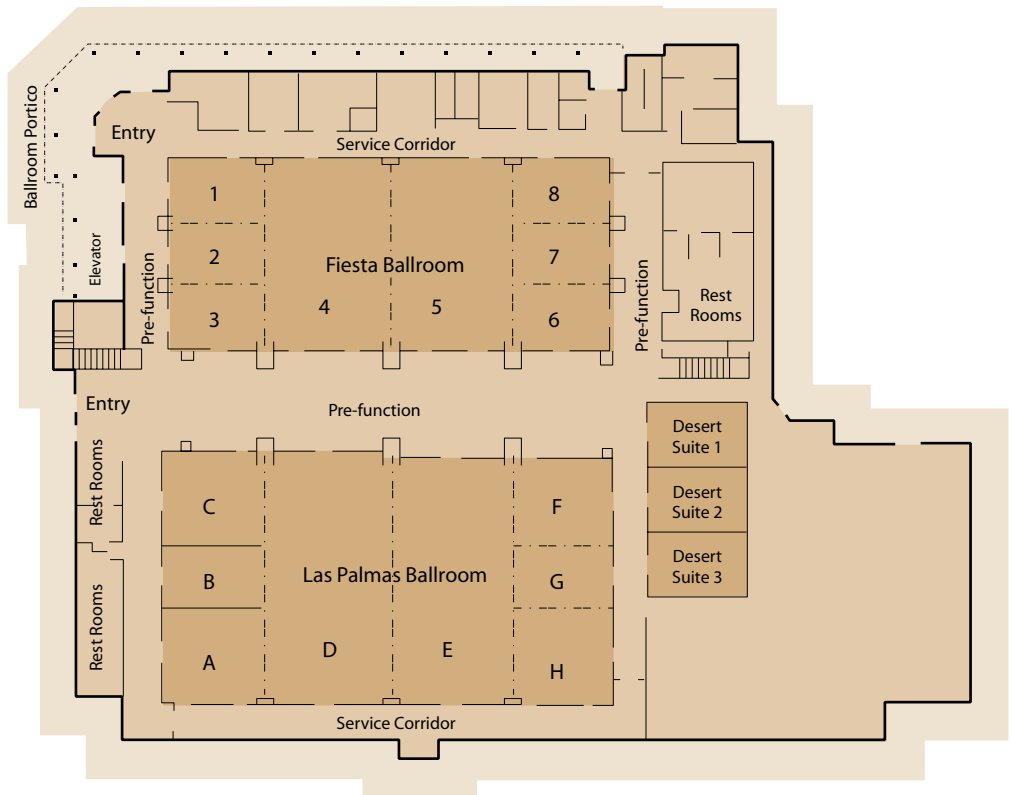 Ballroom Portico
Entry
Service Corridor
Elevator
Pre-function
1
2
3
Fiesta Ballroom
4
5
8
7
6
Pre-function
Rest
Rooms
Entry
Pre-function
Rest Rooms
Rest Rooms
C
B
A
Las Palmas Ballroom
D
E
F
G
H
Desert
Suite 1
Desert
Suite 2
Desert
Suite 3
Service Corridor